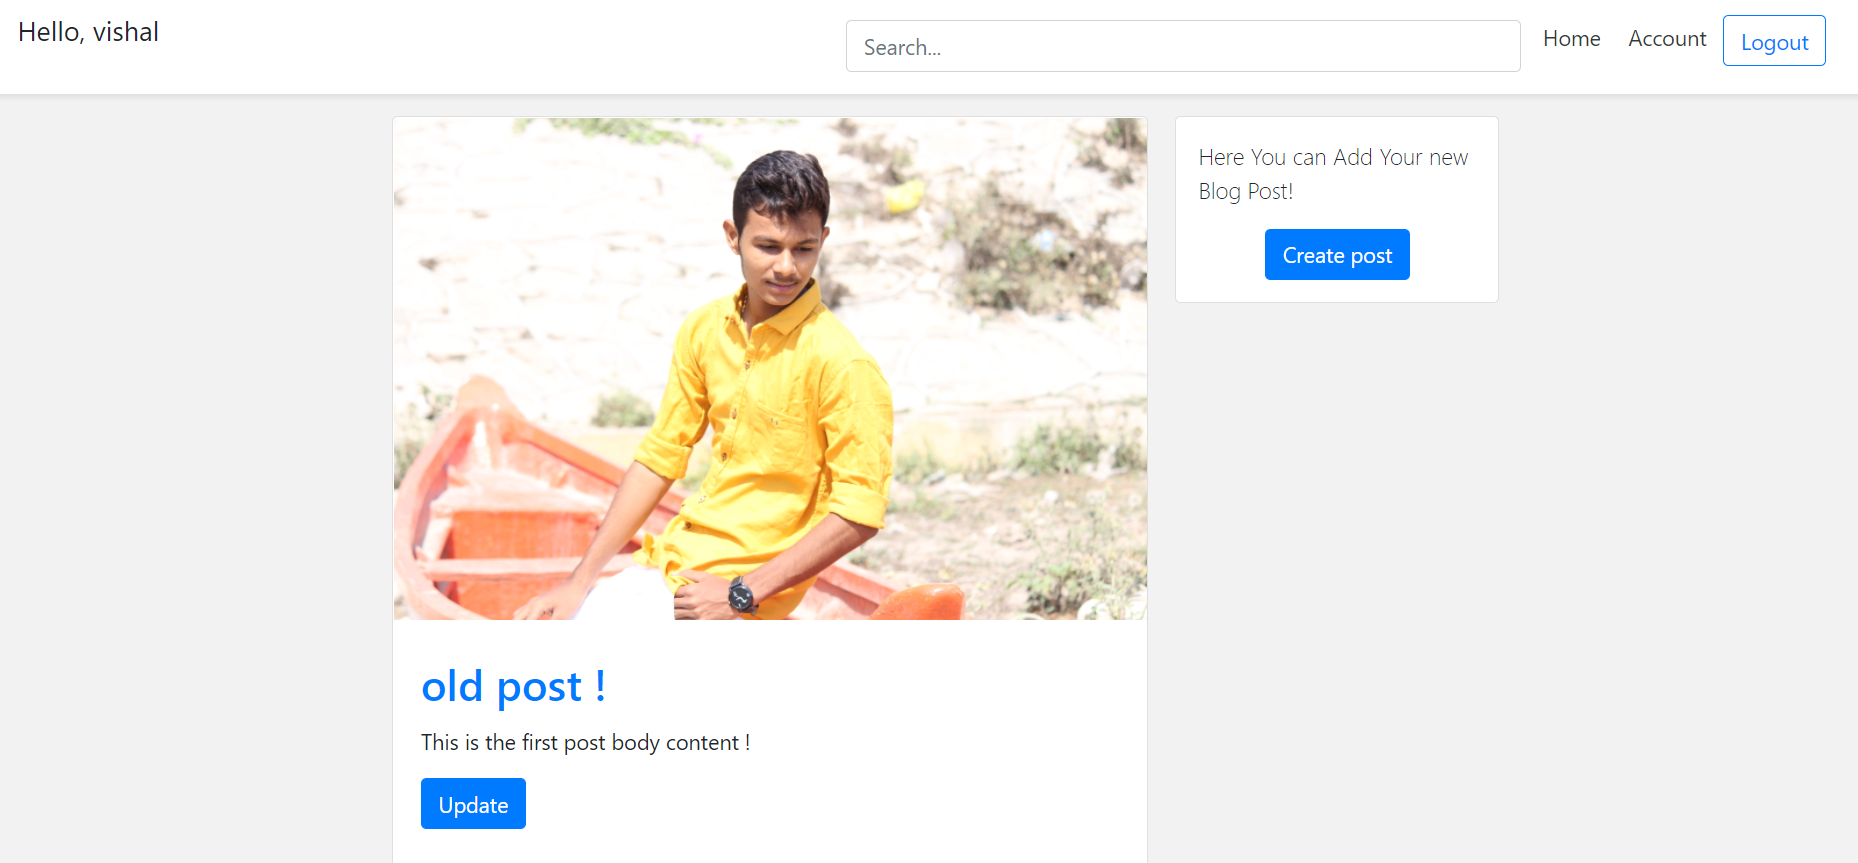 Hello, vishal
Search...
Home
Account
Logout
Here You can Add Your new
Blog Post!
Create post
old post !
This is the first post body content !
Update